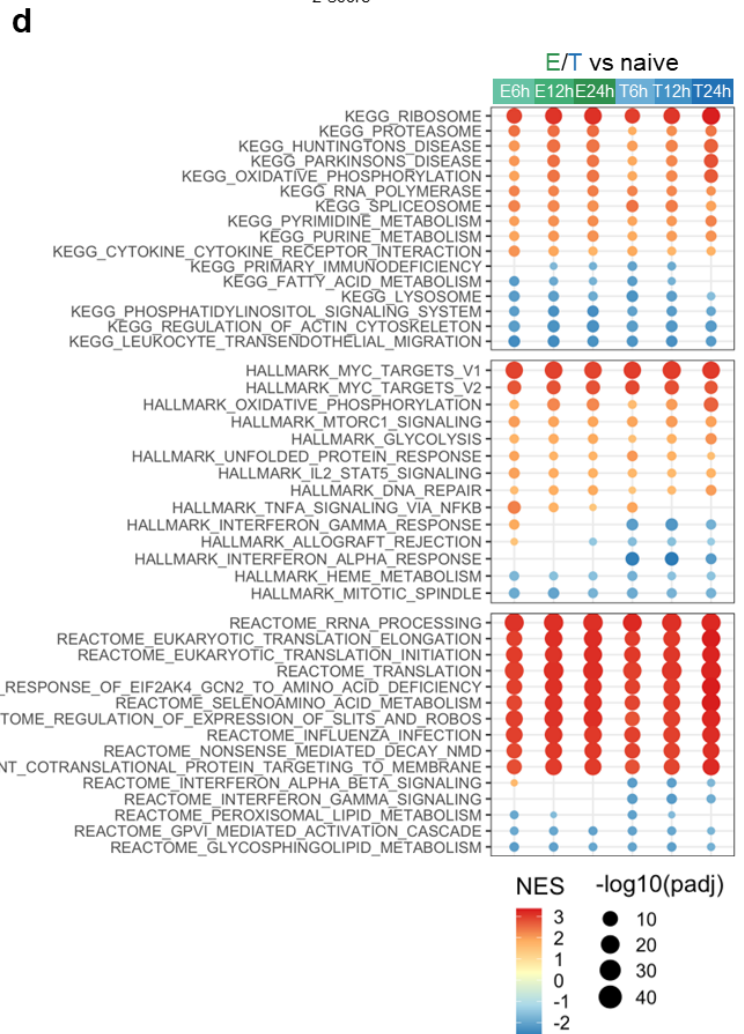 d
E/T vs naive
E6h E12h E24h T6h T12h T24h
KEGG_RIBOSOME
KEGG_PROTEASOME
KEGG_HUNTINGTONS_DISEASE
KEGG_PARKINSONS_DISEASE
KEGG_OXIDATIVE_PHOSPHORYLATION
KEGG_RNA_POLYMERASE
KEGG_SPLICEOSOME
KEGG_PYRIMIDINE_METABOLISM
KEGG_PURINE_METABOLISM
KEGG_CYTOKINE_CYTOKINE_RECEPTOR_INTERACTION
KEGG_PRIMARY_IMMUNODEFICIENCY
KEGG_FATTY_ACID_METABOLISM
KEGG_LYSOSOME
KEGG_PHOSPHATIDYLINOSITOL_SIGNALING_SYSTEM
KEGG_REGULATION_OF_ACTIN_CYTOSKELETON
KEGG_LEUKOCYTE_TRANSENDOTHELIAL_MIGRATION
HALLMARK_MYC_TARGETS_V1
HALLMARK_MYC_TARGETS_V2
HALLMARK_OXIDATIVE_PHOSPHORYLATION
HALLMARK_MTORC1_SIGNALING
HALLMARK_GLYCOLYSIS
HALLMARK_UNFOLDED_PROTEIN_RESPONSE
HALLMARK_IL2_STAT5_SIGNALING
HALLMARK_DNA_REPAIR
HALLMARK_TNFA_SIGNALING_VIA_NFKB
HALLMARK_INTERFERON_GAMMA_RESPONSE
HALLMARK_ALLOGRAFT_REJECTION
HALLMARK_INTERFERON_ALPHA_RESPONSE
HALLMARK_HEME_METABOLISM
HALLMARK_MITOTIC_SPINDLE
REACTOME_RRNA_PROCESSING
REACTOME_EUKARYOTIC_TRANSLATION_ELONGATION
REACTOME_EUKARYOTIC_TRANSLATION_INITIATION
REACTOME_TRANSLATION
_RESPONSE_OF_EIF2AK4_GCN2_TO_AMINO_ACID_DEFICIENCY
REACTOME_SELENOAMINO_ACID_METABOLISM
TOME_REGULATION_OF_EXPRESSION_OF_SLITS_AND_ROBOS
REACTOME_INFLUENZA_INFECTION
REACTOME_NONSENSE_MEDIATED_DECAY_NMD
NT_COTRANSLATIONAL_PROTEIN_TARGETING_TO_MEMBRANE
REACTOME_INTERFERON_ALPHA_BETA_SIGNALING
REACTOME_INTERFERON_GAMMA_SIGNALING
REACTOME_PEROXISOMAL_LIPID_METABOLISM
REACTOME_GPVI_MEDIATED_ACTIVATION_CASCADE
REACTOME_GLYCOSPHINGOLIPID_METABOLISM
NES -log10(padj)
3 10
2 20
1 30
0 40
-1
-2